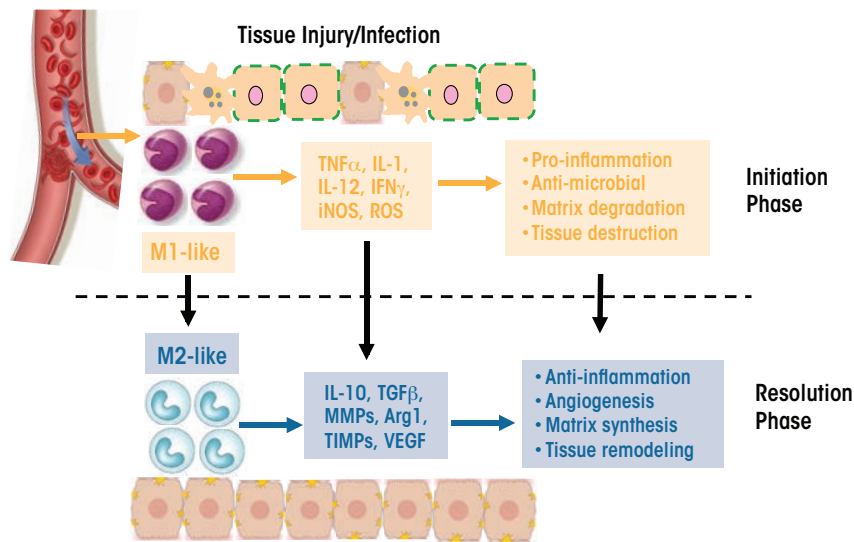 Tissue Injury/Infection
TNFα, IL-1,
IL-12, IFNγ,
iNOS, ROS
• Pro-inflammation
• Anti-microbial
• Matrix degradation
• Tissue destruction
Initiation
Phase
M1-like
M2-like
IL-10, TGFβ,
MMPs, Arg1,
TIMPs, VEGF
• Anti-inflammation
• Angiogenesis
• Matrix synthesis
• Tissue remodeling
Resolution
Phase